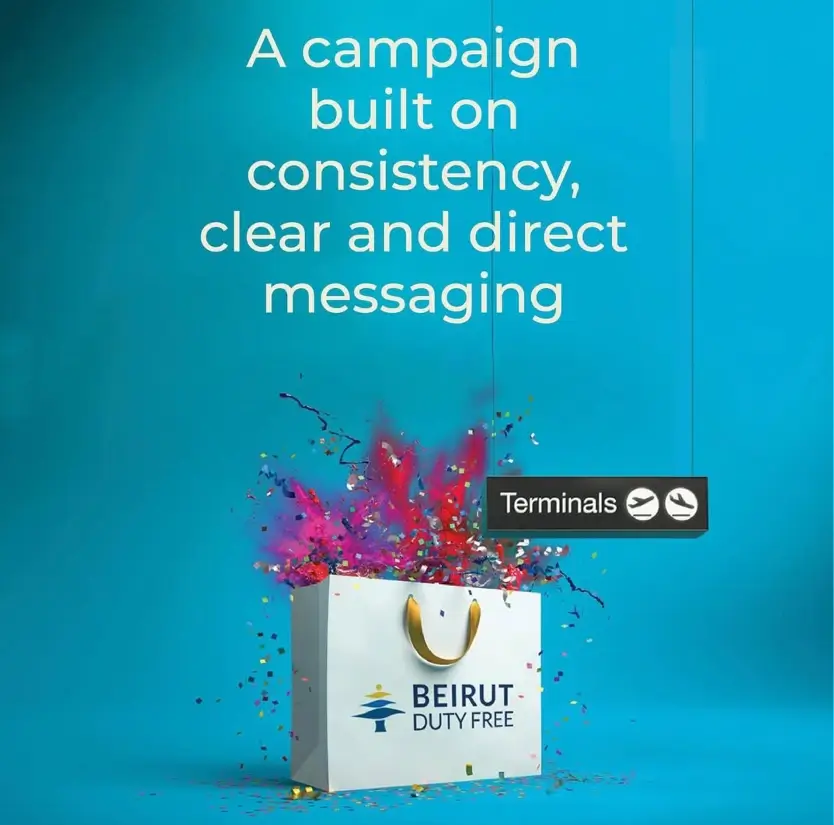 A campaign
built on
consistency,
clear and direct
messaging
Terminals
BEIRUT
DUTY FREE